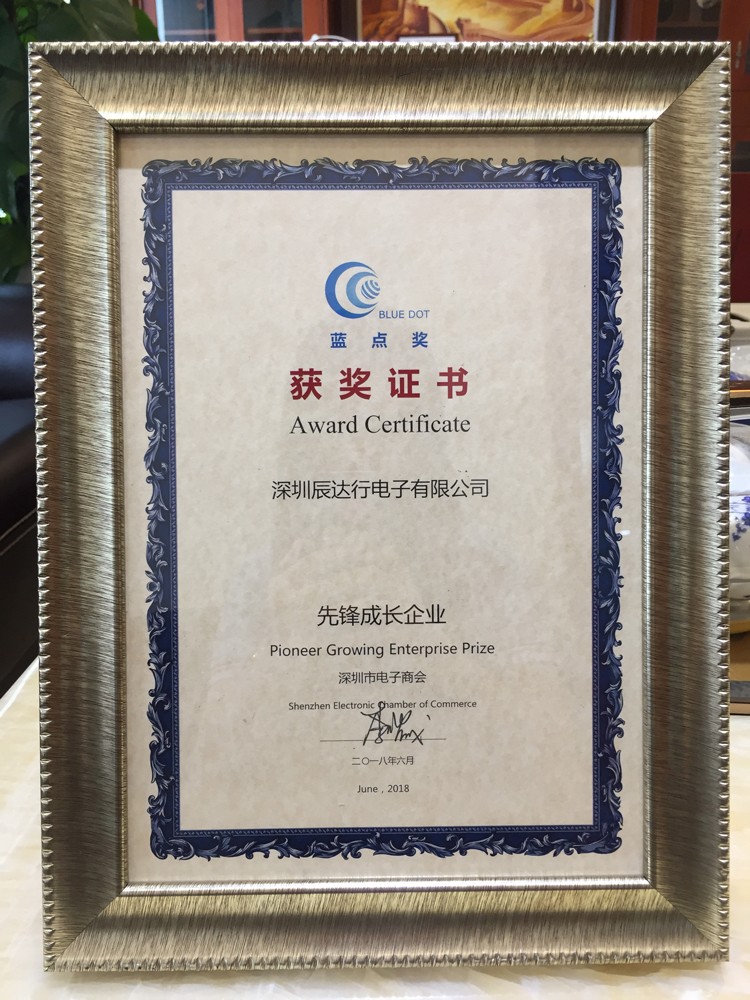 BLUE DOT
蓝点奖
获奖证书
Award Certificate
深圳辰达行电子有限公司
先锋成长企业
Pioneer Growing Enterprise Prize
深圳市电子商会
Shenzhen Electronic Chamber of Commerce
二〇一八年六月
June , 2018